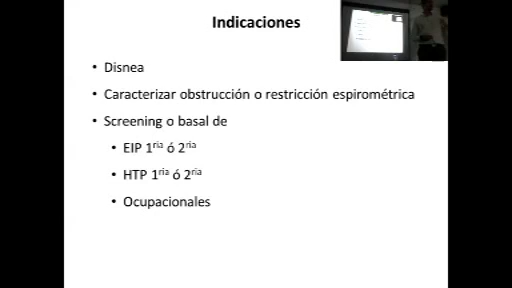 Indicaciones
• Disnea
• Caracterizar obstrucción o restricción espirométrica
• Screening o basal de
• EIP 1ria ó 2ria
• HTP 1ria ó 2ria
• Ocupacionales